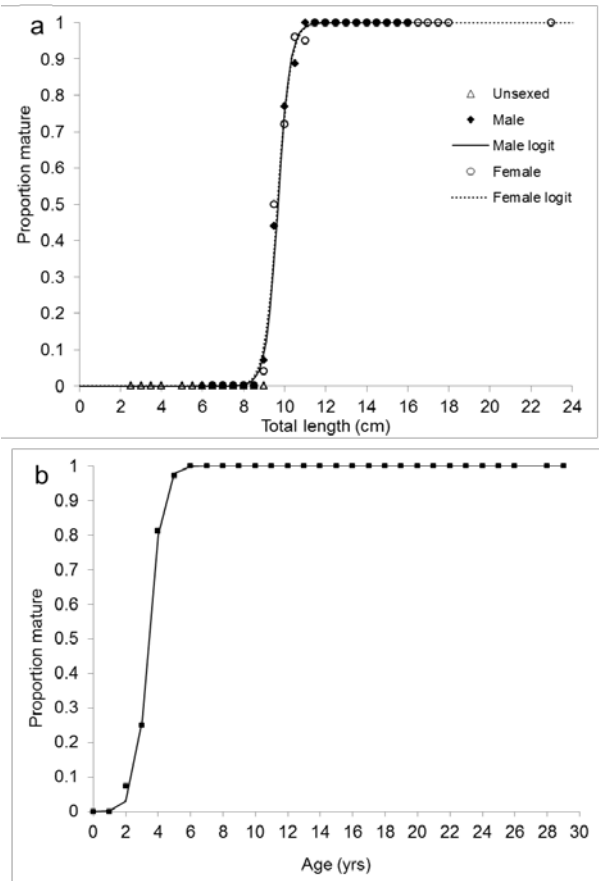 a
1
0.9
0.8
0.7
0.6
0.5
0.4
0.3
0.2
0.1
0
Proportion mature
Unsexed
Male
Male logit
Female
Female logit
0 2 4 6 8 10 12 14 16 18 20 22 24
Total length (cm)
b
1
0.9
0.8
0.7
0.6
0.5
0.4
0.3
0.2
0.1
0
Proportion mature
0 2 4 6 8 10 12 14 16 18 20 22 24 26 28 30
Age (yrs)